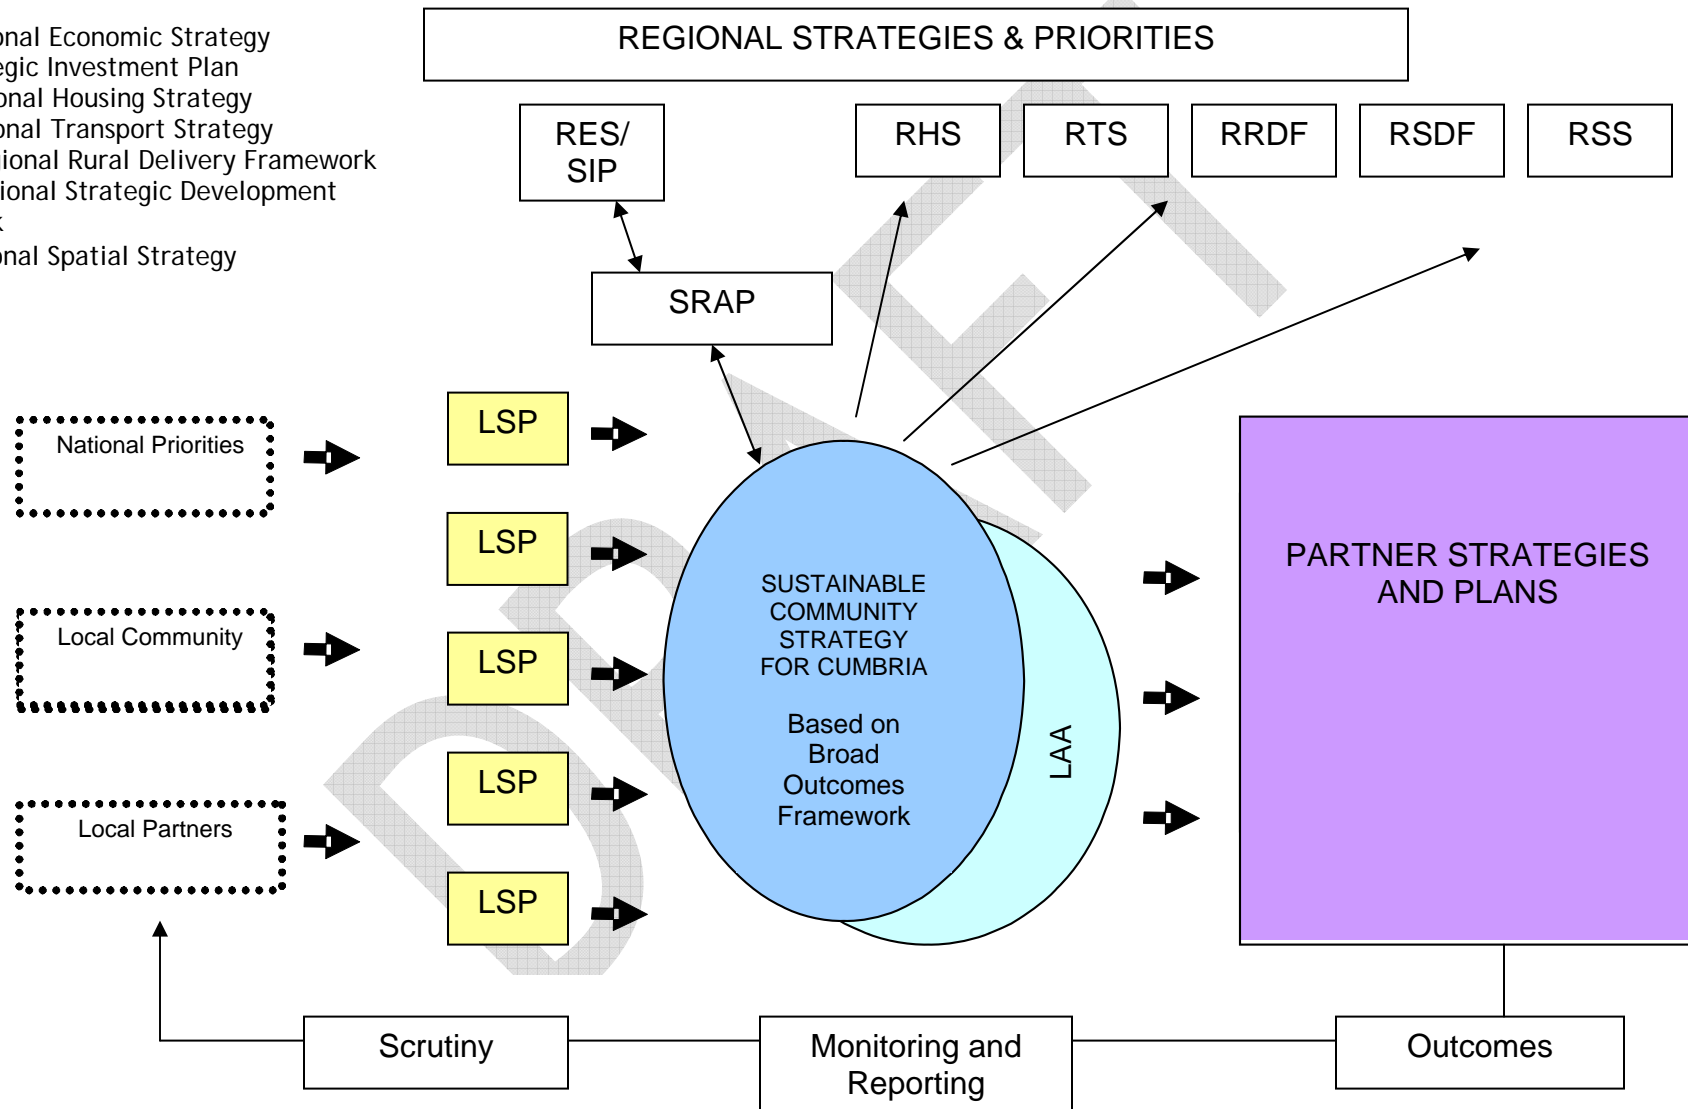 onal Economic Strategy
egic Investment Plan
onal Housing Strategy
onal Transport Strategy
gional Rural Delivery Framework
gional Strategic Development
k
onal Spatial Strategy
REGIONAL STRATEGIES & PRIORITIES
RES/
SIP
RHS
RTS
RRDF
RSDF
RSS
SRAP
National Priorities
Local Community
Local Partners
LSP
LSP
LSP
LSP
LSP
SUSTAINABLE
COMMUNITY
STRATEGY
FOR CUMBRIA
Based on
Broad
Outcomes
Framework
LAA
PARTNER STRATEGIES
AND PLANS
Scrutiny
Monitoring and
Reporting
Outcomes
DRAFT